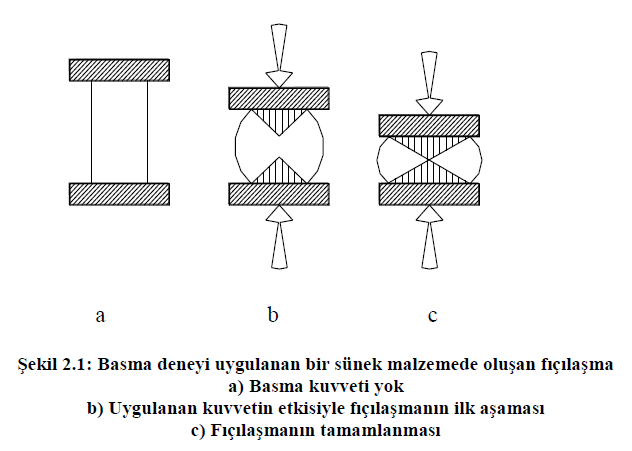 a b c
Şekil 2.1: Basma deneyi uygulanan bir sünek malzemede oluşan fıçılaşma
a) Basma kuvveti yok
b) Uygulanan kuvvetin etkisiyle fıçılaşmanın ilk aşaması
c) Fıçılaşmanın tamamlanması